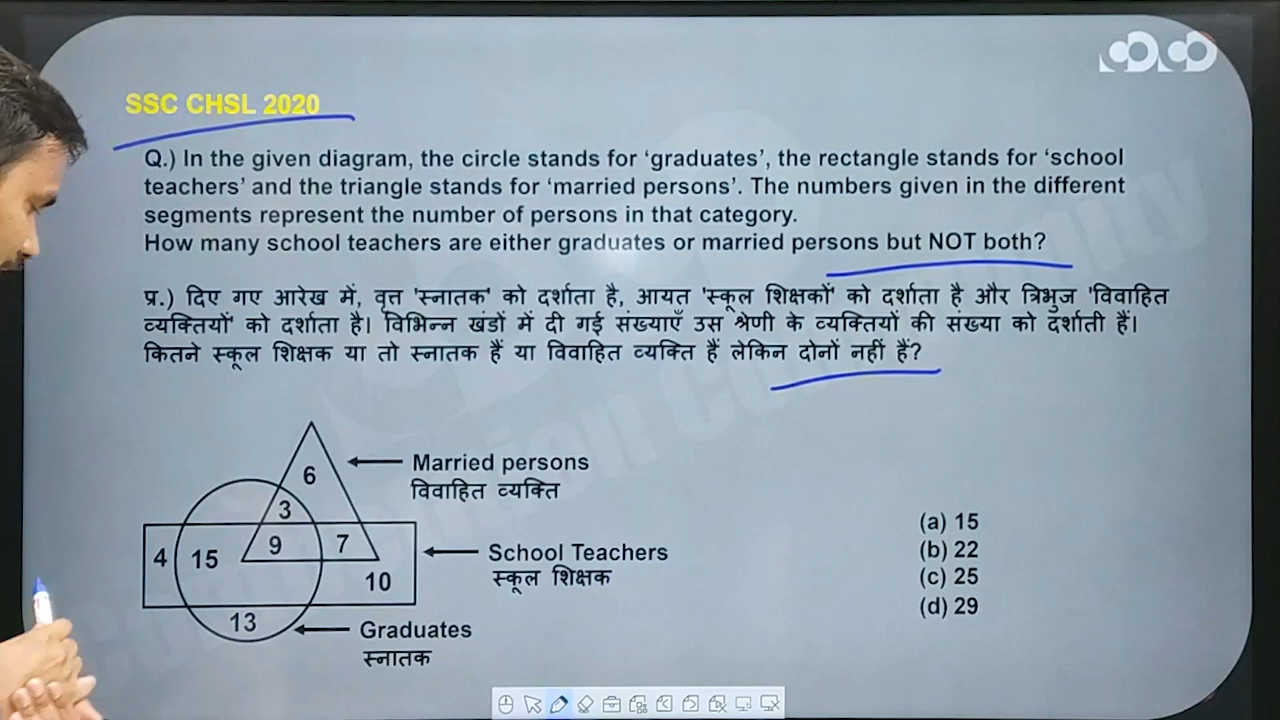 SSC CHSL 2020
Q.) In the given diagram, the circle stands for ‘graduates’, the rectangle stands for ‘school
teachers’ and the triangle stands for ‘married persons’. The numbers given in the different
segments represent the number of persons in that category.
How many school teachers are either graduates or married persons but NOT both?
प्र.) दिए गए आरेख में, वृत्त 'स्नातक' को दर्शाता है, आयत 'स्कूल शिक्षकों' को दर्शाता है और त्रिभुज 'विवाहित
व्यक्तियों' को दर्शाता है। विभिन्न खंडों में दी गई संख्याएँ उस श्रेणी के व्यक्तियों की संख्या को दर्शाती हैं।
कितने स्कूल शिक्षक या तो स्नातक हैं या विवाहित व्यक्ति हैं लेकिन दोनों नहीं हैं?
6
Married persons
विवाहित व्यक्ति
3
4 15 9 7
School Teachers
स्कूल शिक्षक
10
13
Graduates
स्नातक
(a) 15
(b) 22
(c) 25
(d) 29